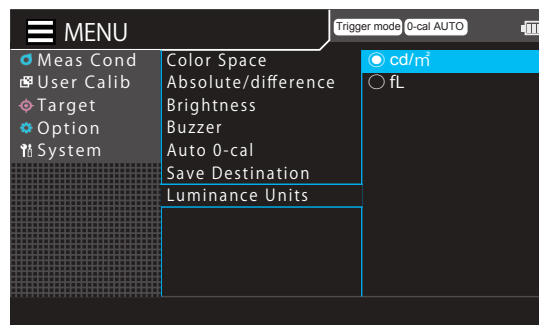 MENU
Trigger mode 0-cal AUTO
Meas Cond
User Calib
Target
Option
System
Color Space
Absolute/difference
Brightness
Buzzer
Auto 0-cal
Save Destination
Luminance Units
cd/㎡
fL